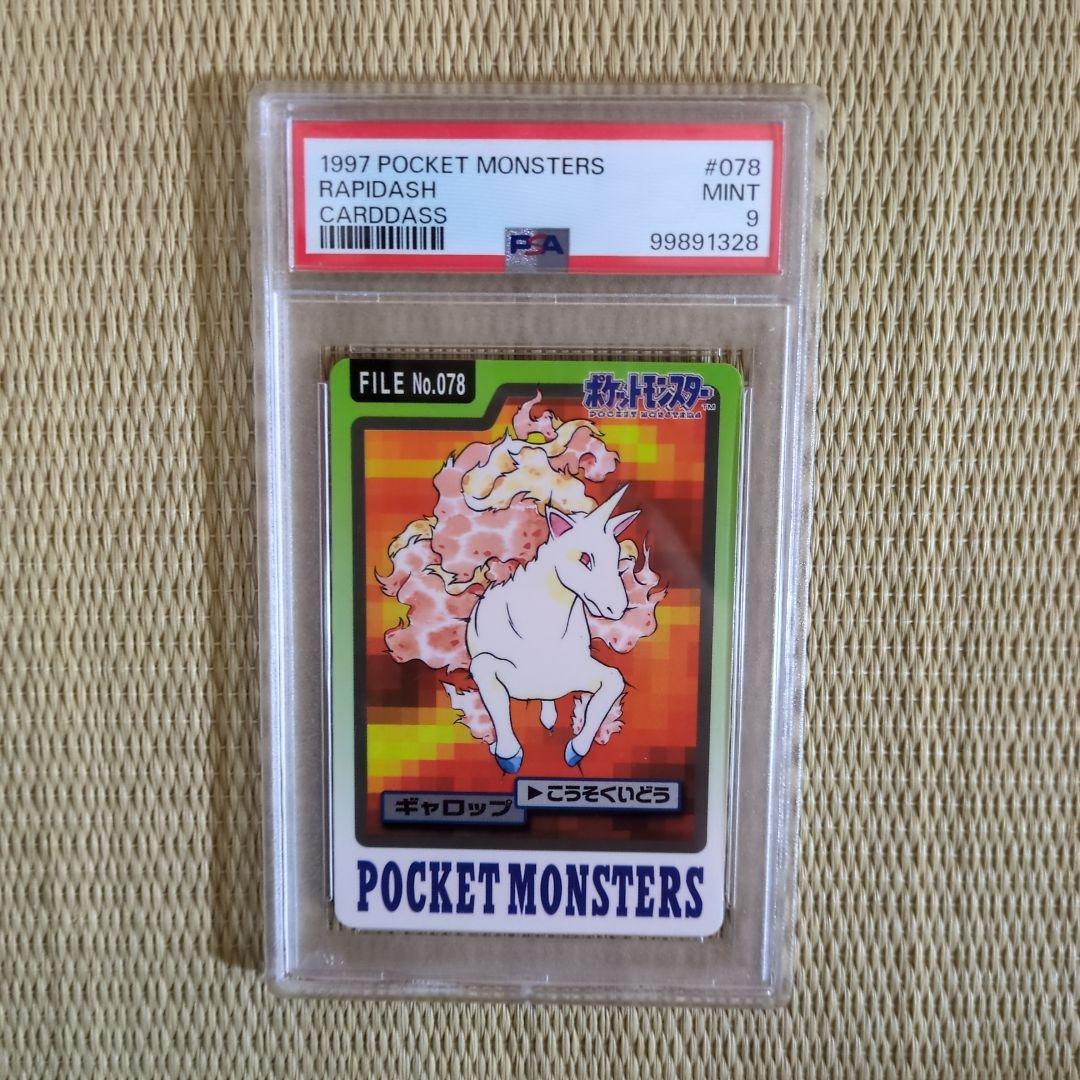 1997 POCKET MONSTERS #078
RAPIDASH MINT
CARDDASS 9
PSA 99891328
FILE No.078
ポケットモンスター TM
POCKET MONSTERS
ギャロップ
▶こうそくいどう
POCKET MONSTERS